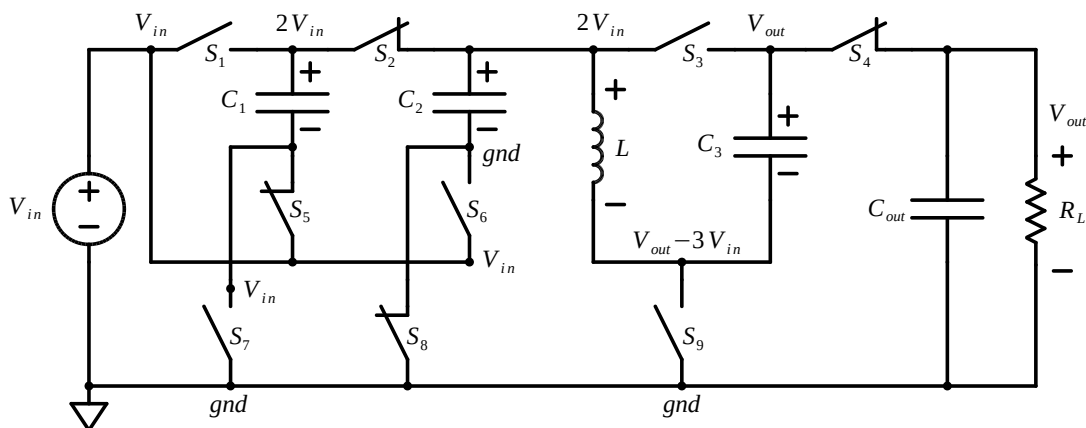 V_in
2V_in
2V_in
V_out
S_1
S_2
S_3
S_4
C_1
C_2
L
C_3
V_out
gnd
V_in
S_5
S_6
C_out
R_L
V_out−3V_in
V_in
V_in
S_7
S_8
S_9
gnd
gnd